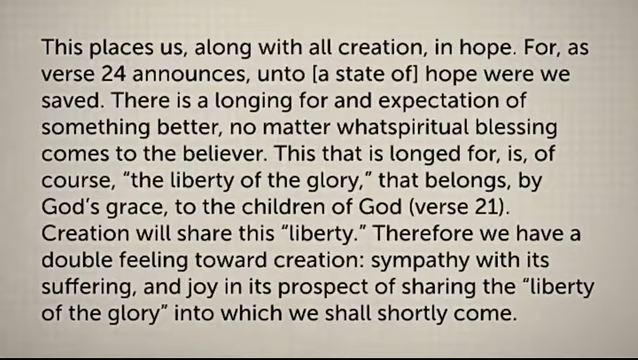 This places us, along with all creation, in hope. For, as
verse 24 announces, unto [a state of] hope were we
saved. There is a longing for and expectation of
something better, no matter whatspiritual blessing
comes to the believer. This that is longed for, is, of
course, “the liberty of the glory,” that belongs, by
God’s grace, to the children of God (verse 21).
Creation will share this “liberty.” Therefore we have a
double feeling toward creation: sympathy with its
suffering, and joy in its prospect of sharing the “liberty
of the glory” into which we shall shortly come.